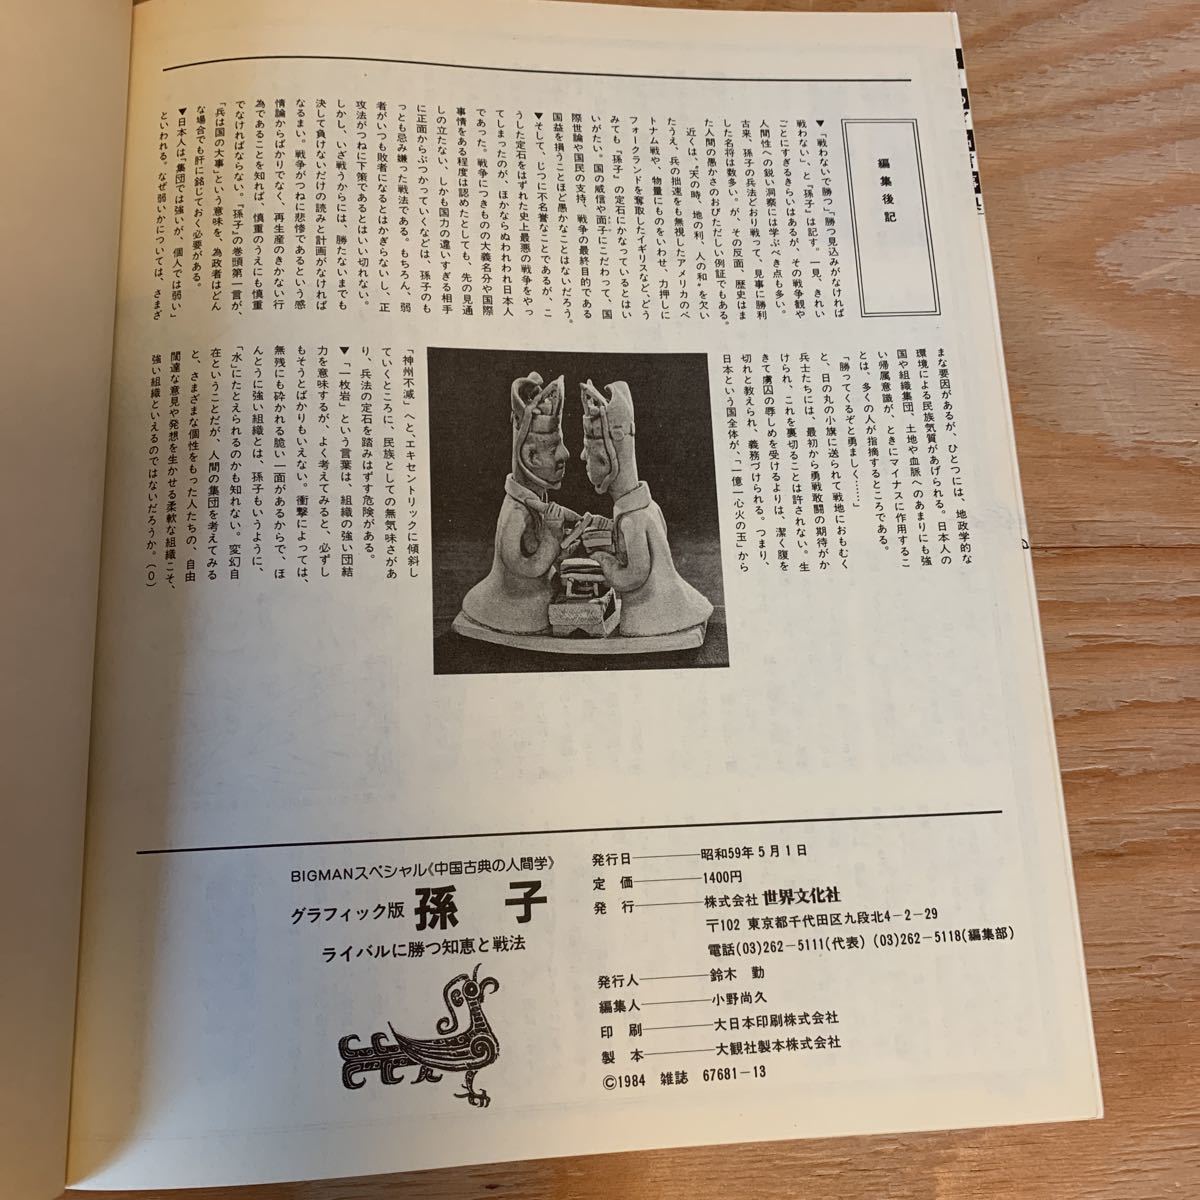 編集後記
▼「戦わないで勝つ」「勝つ見込みがなければ
戦わない」、と『孫子』は記す。一見、きれい
ごとにすぎるきらいはあるが、その戦争観や
人間性への鋭い洞察には学ぶべき点も多い。
古来、孫子の兵法どおり戦って、見事に勝利
した名将は数多い。が、その反面、歴史はま
た人間の愚かさのおびただしい例証でもある。
近くは、〝天の時、地の利、人の和〟を欠い
たうえ、兵の拙速をも無視したアメリカのベ
トナム戦や、物量にものをいわせ、力押しに
フォークランドを奪取したイギリスなど、どう
みても『孫子』の定石にかなっているとはい
いがたい。国の威信や面子にこだわって、国
際世論や国民の支持、戦争の最終目的である
国益を損うことほど愚かなことはないだろう。
▼そして、じつに不名誉なことであるが、こ
うした定石をはずれた史上最悪の戦争をやっ
てしまったのが、ほかならぬわれわれ日本人
であった。戦争につきものの大義名分や国際
事情をある程度は認めたとしても、先の見通
しの立たない、しかも国力の違いすぎる相手
に正面からぶつかっていくなどは、孫子のも
っとも忌み嫌った戦法である。もちろん、弱
者がいつも敗者になるとはかぎらないし、正
攻法がつねに下策であるとはいい切れない。
しかし、いざ戦うからには、勝たないまでも
決して負けないだけの読みと計画がなければ
なるまい。戦争がつねに悲惨であるという感
情論からばかりでなく、再生産のきかない行
為であることを知れば、慎重のうえにも慎重
でなければならない。『孫子』の巻頭第一言が、
「兵は国の大事」という意味を、為政者はどん
な場合でも肝に銘じておく必要がある。
▼日本人は「集団では強いが、個人では弱い」
といわれる。なぜ弱いかについては、さまざ
まな要因があるが、ひとつには、地政学的な
環境による民族気質があげられる。日本人の
国や組織集団、土地や血脈へのあまりにも強
い帰属意識が、ときにマイナスに作用するこ
とは、多くの人が指摘するところである。
「勝ってくるぞと勇ましく……」
と、日の丸の小旗に送られて戦地におもむく
兵士たちには、最初から勇戦敢闘の期待がか
けられ、これを裏切ることは許されない。生
きて虜囚の辱しめを受けるよりは、潔く腹を
切れと教えられ、義務づけられる。つまり、
日本という国全体が、「一億一心火の玉」から
「神州不滅」へと、エキセントリックに傾斜し
ていくところに、民族としての無気味さがあ
り、兵法の定石を踏みはずす危険がある。
▼「一枚岩」という言葉は、組織の強い団結
力を意味するが、よく考えてみると、必ずし
もそうとばかりもいえない。衝撃によっては、
無残にも砕かれる脆い一面があるからで、ほ
んとうに強い組織とは、孫子もいうように、
「水」にたとえられるのかも知れない。変幻自
在ということだが、人間の集団を考えてみる
と、さまざまな個性をもった人たちの、自由
闊達な意見や発想を生かせる柔軟な組織こそ、
強い組織といえるのではないだろうか。(O)
BIGMANスペシャル《中国古典の人間学》
グラフィック版 孫子
ライバルに勝つ知恵と戦法
発行日――昭和59年5月1日
定価――1400円
発行――株式会社 世界文化社
〒102 東京都千代田区九段北4-2-29
電話(03)262-5111(代表) (03)262-5118(編集部)
発行人――鈴木 勤
編集人――小野尚久
印刷――大日本印刷株式会社
製本――大観社製本株式会社
©1984 雑誌 67681-13